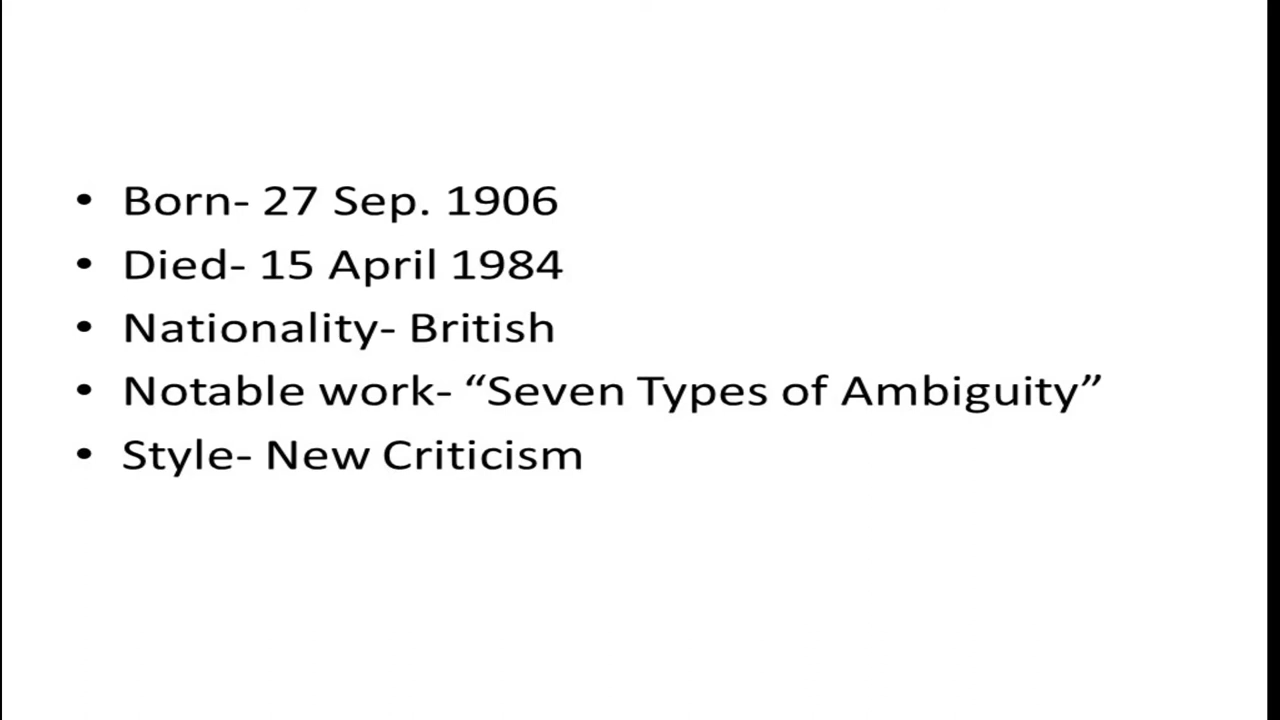 • Born- 27 Sep. 1906
• Died- 15 April 1984
• Nationality- British
• Notable work- “Seven Types of Ambiguity”
• Style- New Criticism